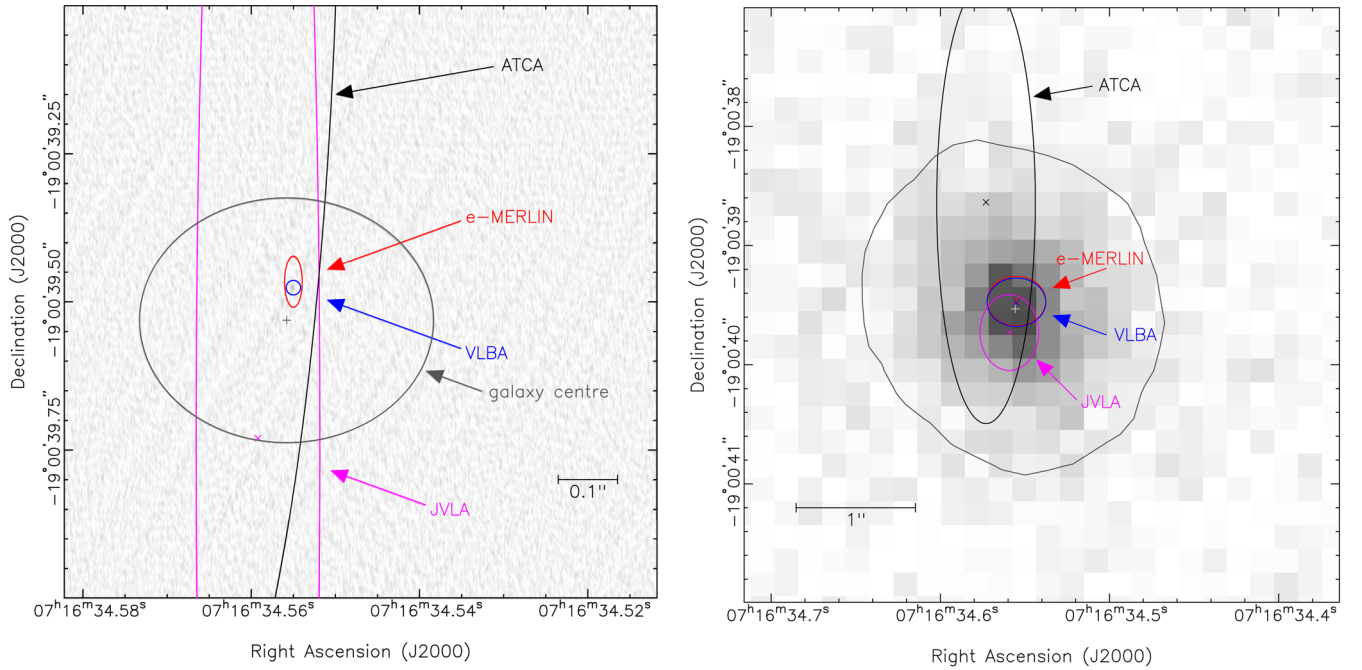 ATCA
e-MERLIN
VLBA
galaxy centre
JVLA
0.1"
-19°00'39.25"
-19°00'39.50"
-19°00'39.75"
Declination (J2000)
07ʰ16ᵐ34.58ˢ
07ʰ16ᵐ34.56ˢ
07ʰ16ᵐ34.54ˢ
07ʰ16ᵐ34.52ˢ
Right Ascension (J2000)
ATCA
e-MERLIN
VLBA
JVLA
1"
-19°00'38"
-19°00'39"
-19°00'40"
-19°00'41"
Declination (J2000)
07ʰ16ᵐ34.7ˢ
07ʰ16ᵐ34.6ˢ
07ʰ16ᵐ34.5ˢ
07ʰ16ᵐ34.4ˢ
Right Ascension (J2000)